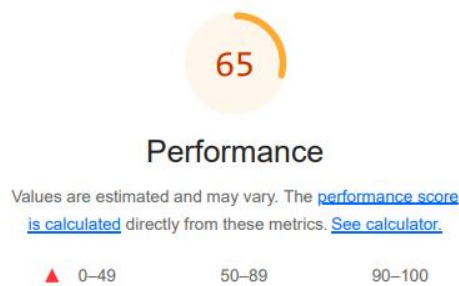 65
Performance
Values are estimated and may vary. The performance score
is calculated directly from these metrics. See calculator.
0–49 50–89 90–100